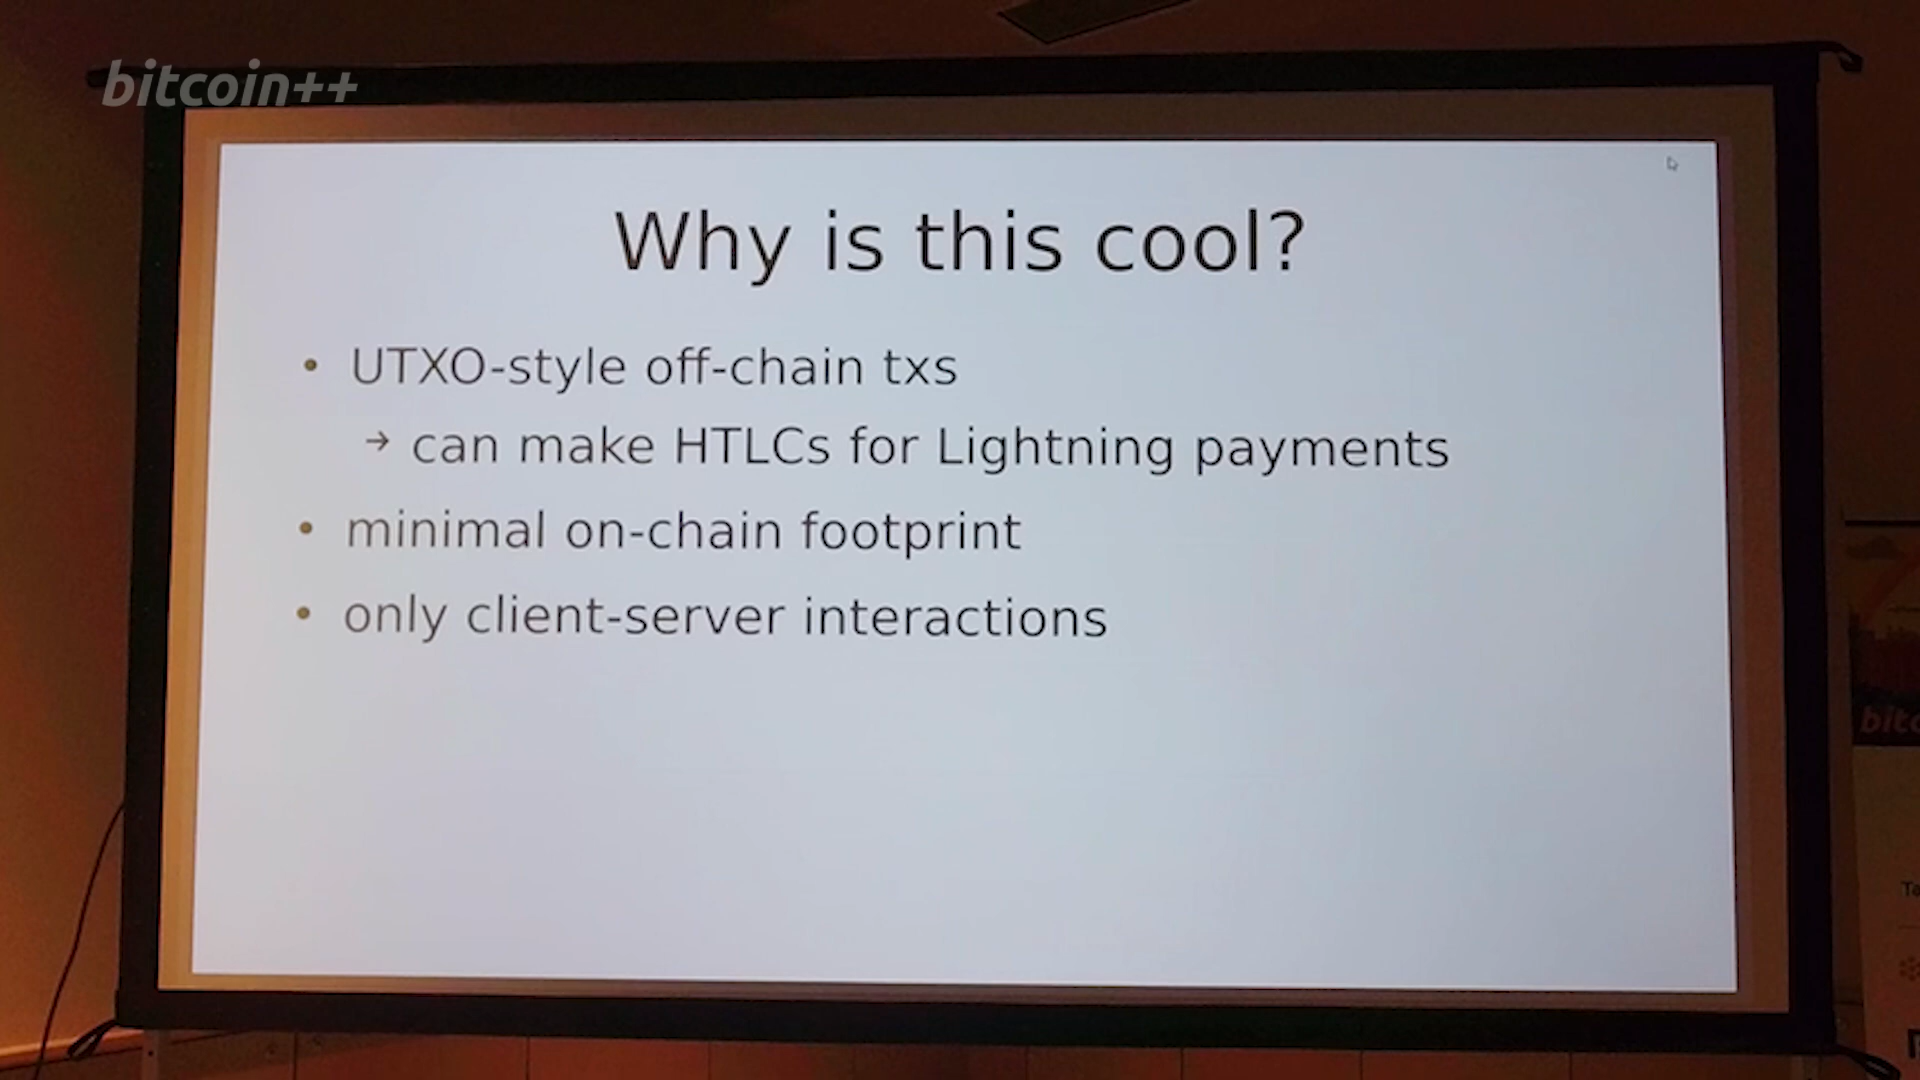 bitcoin++
Why is this cool?
• UTXO-style off-chain txs
→ can make HTLCs for Lightning payments
• minimal on-chain footprint
• only client-server interactions